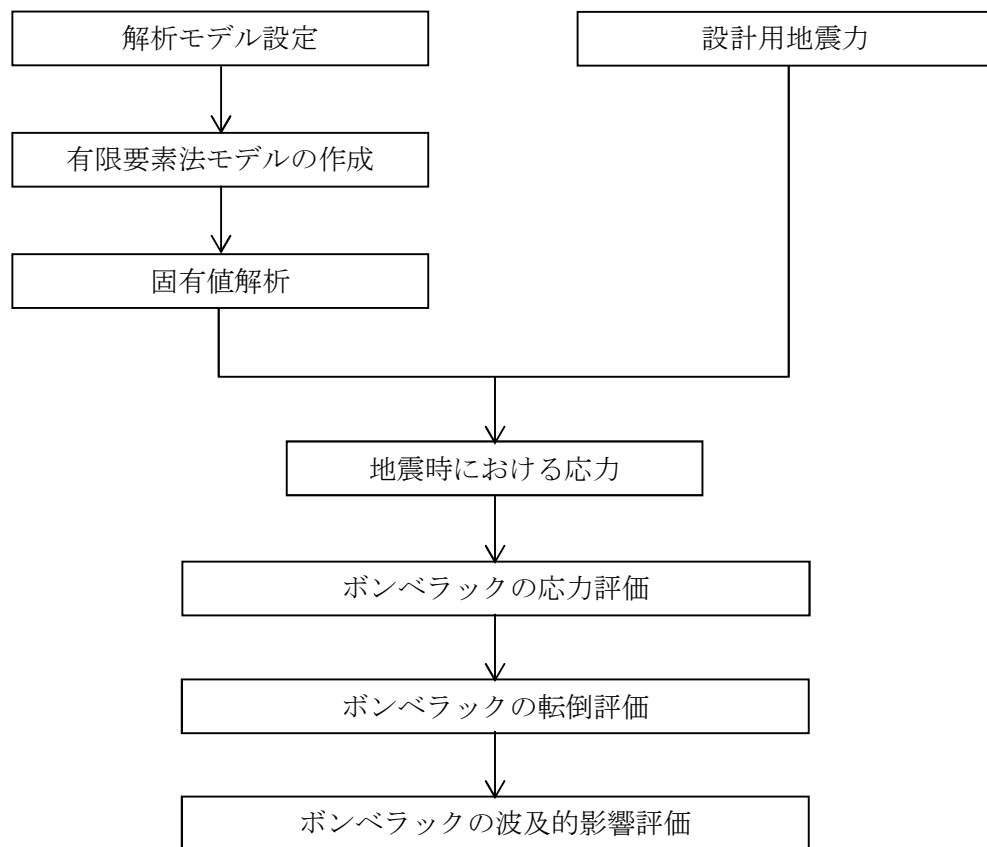 解析モデル設定
設計用地震力
有限要素法モデルの作成
固有値解析
地震時における応力
ボンベラックの応力評価
ボンベラックの転倒評価
ボンベラックの波及的影響評価